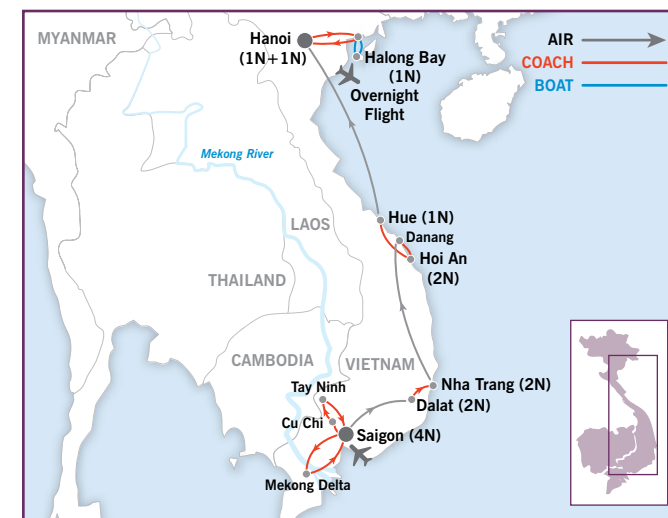 MYANMAR
Hanoi
(1N+1N)
Halong Bay
(1N)
Overnight
Flight
AIR
COACH
BOAT
Mekong River
LAOS
Hue (1N)
Danang
Hoi An
(2N)
THAILAND
CAMBODIA
VIETNAM
Tay Ninh
Nha Trang (2N)
Dalat (2N)
Cu Chi
Saigon (4N)
Mekong Delta